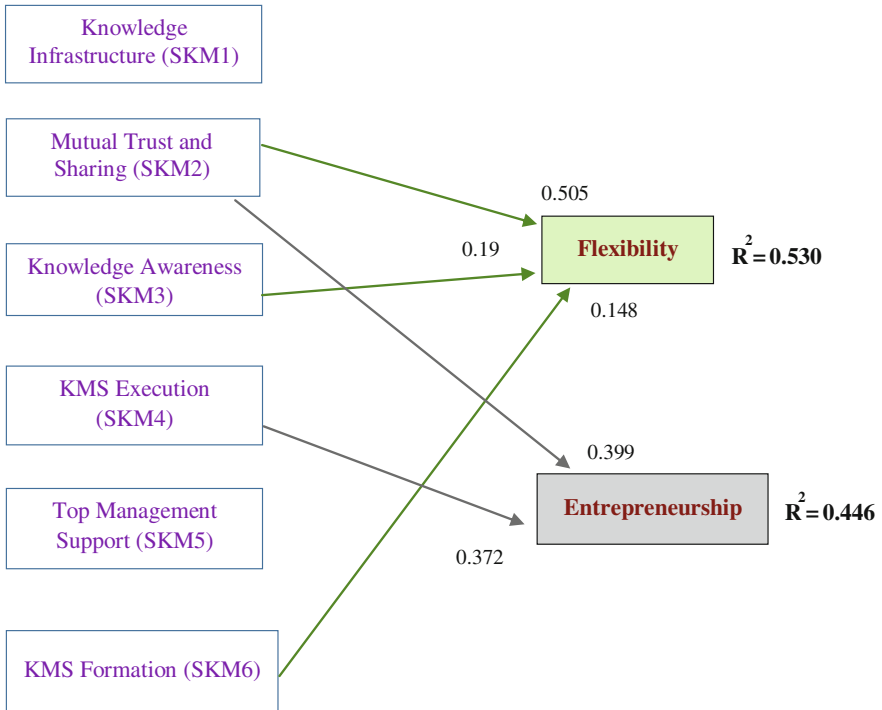 Knowledge
Infrastructure (SKM1)
Mutual Trust and
Sharing (SKM2)
Knowledge Awareness
(SKM3)
KMS Execution
(SKM4)
Top Management
Support (SKM5)
KMS Formation (SKM6)
0.505
0.19
Flexibility
R² = 0.530
0.148
0.399
Entrepreneurship
R² = 0.446
0.372